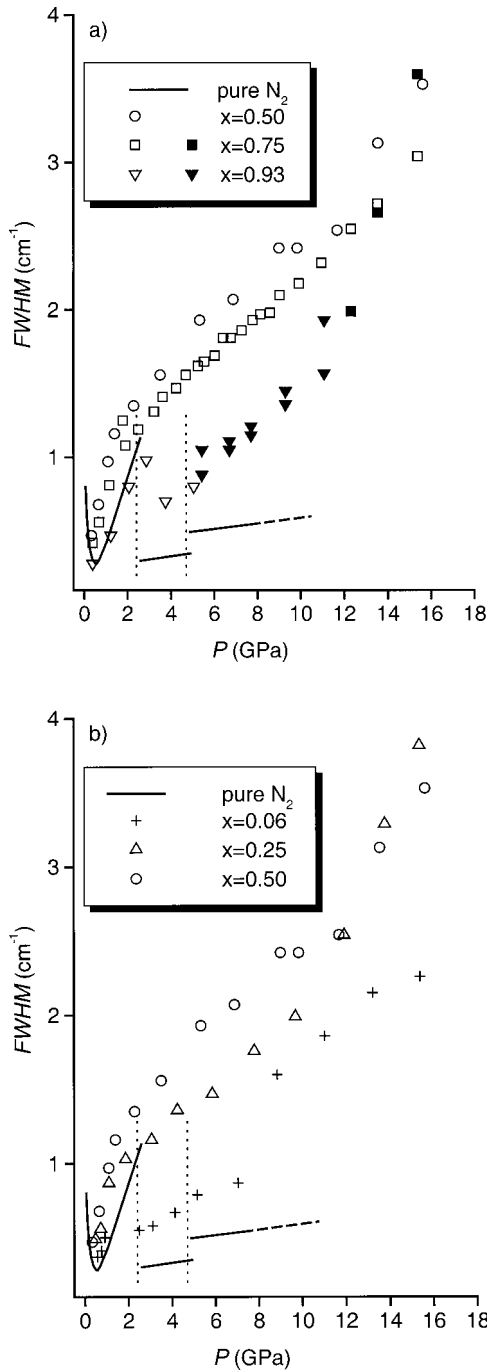 a)
4
3
2
1
FWHM (cm⁻¹)
pure N₂
x=0.50
x=0.75
x=0.93
0 2 4 6 8 10 12 14 16 18
P (GPa)
b)
4
3
2
1
FWHM (cm⁻¹)
pure N₂
x=0.06
x=0.25
x=0.50
0 2 4 6 8 10 12 14 16 18
P (GPa)